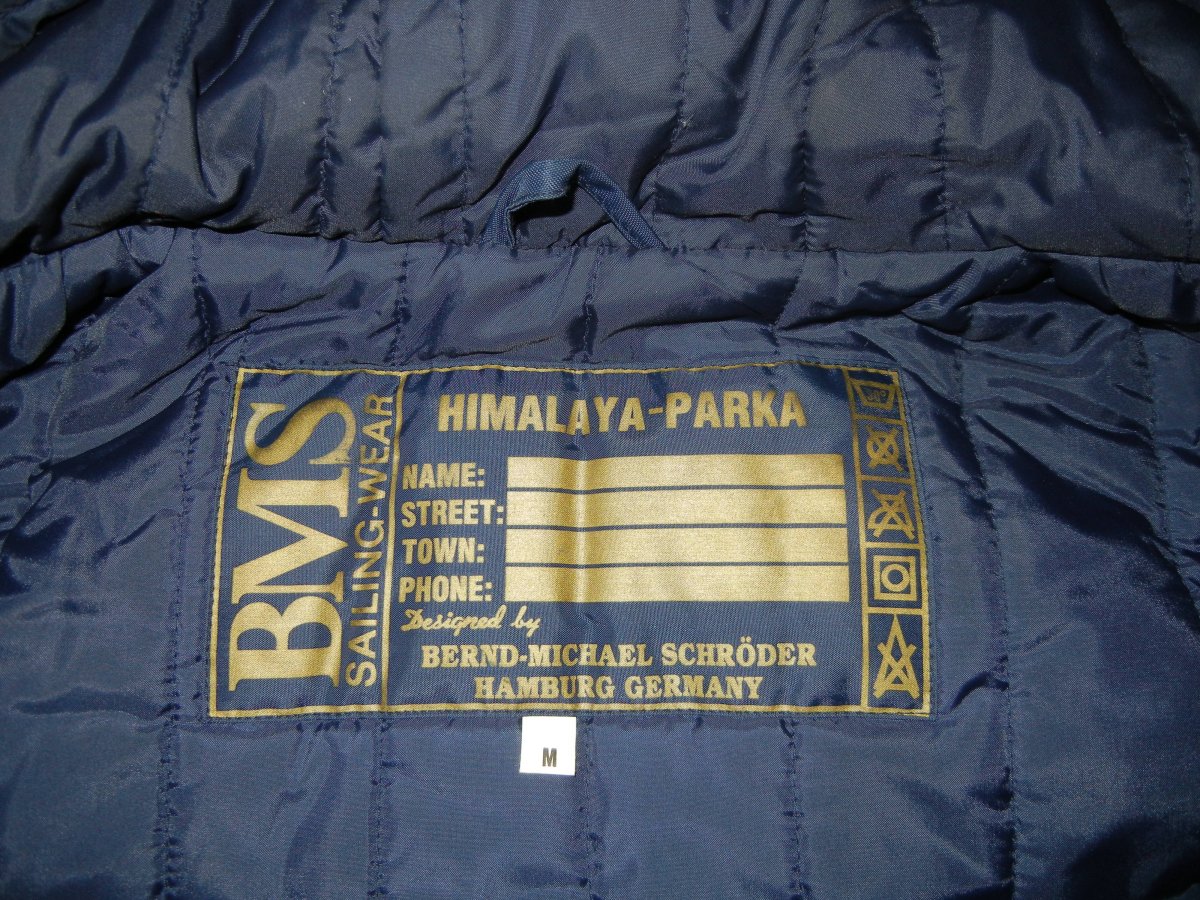 BMS
SAILING-WEAR
HIMALAYA-PARKA
NAME:
STREET:
TOWN:
PHONE:
Designed by
BERND-MICHAEL SCHRÖDER
HAMBURG GERMANY
M